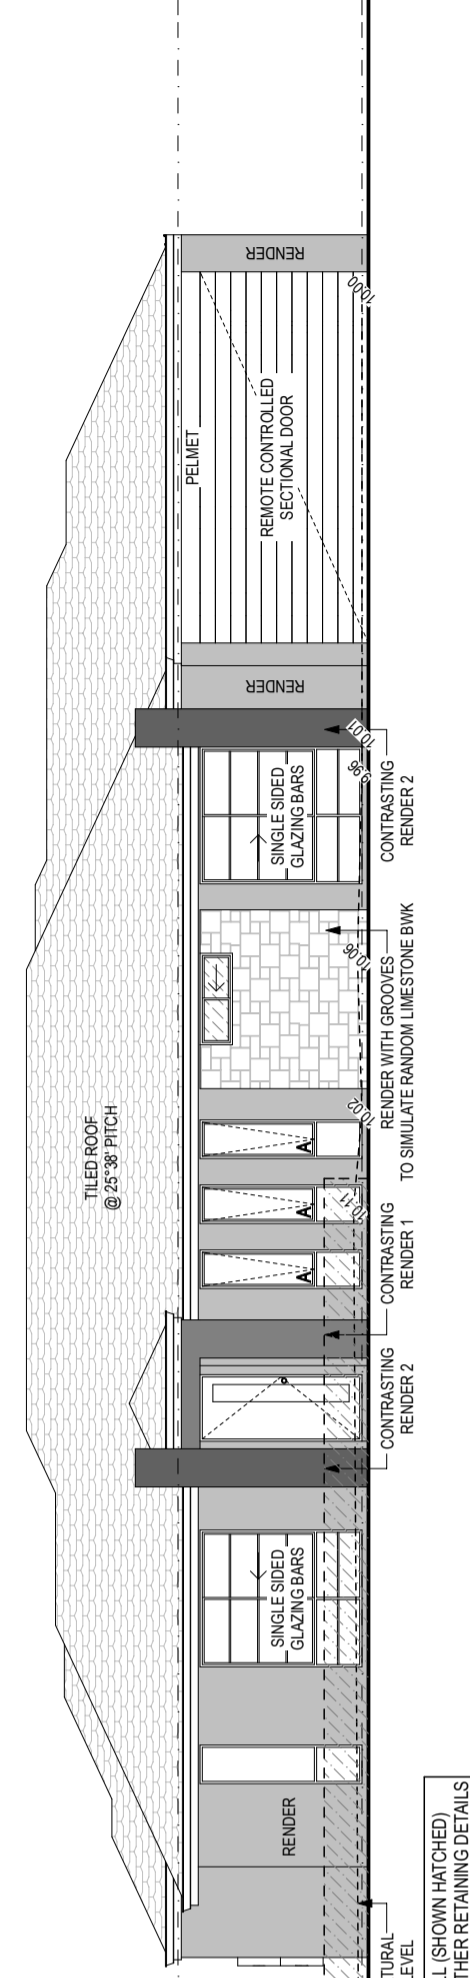 TILED ROOF
@ 25°38' PITCH
RENDER
SINGLE SIDED
GLAZING BARS
A
A
A
SINGLE SIDED
GLAZING BARS
RENDER
PELMET
REMOTE CONTROLLED
SECTIONAL DOOR
RENDER
10.11
10.02
10.06
9.96
10.01
10.00
TURAL
EVEL
CONTRASTING
RENDER 2
CONTRASTING
RENDER 1
RENDER WITH GROOVES
TO SIMULATE RANDOM LIMESTONE BWK
CONTRASTING
RENDER 2
LL (SHOWN HATCHED)
THER RETAINING DETAILS